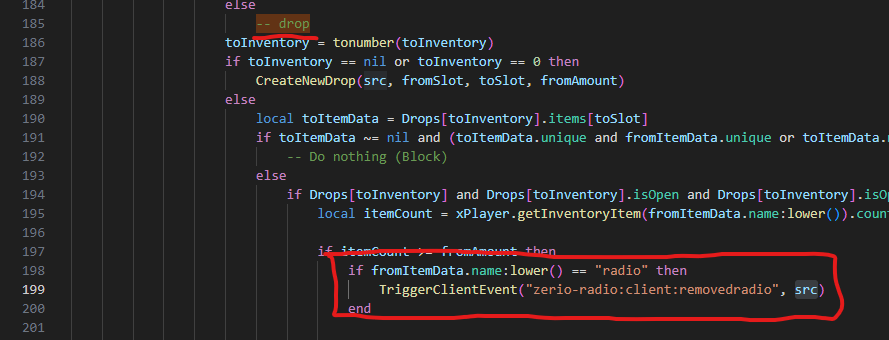 184 else
185 -- drop
186 toInventory = tonumber(toInventory)
187 if toInventory == nil or toInventory == 0 then
188 CreateNewDrop(src, fromSlot, toSlot, fromAmount)
189 else
190 local toItemData = Drops[toInventory].items[toSlot]
191 if toItemData ~= nil and (toItemData.unique and fromItemData.unique or toItemData.
192 -- Do nothing (Block)
193 else
194 if Drops[toInventory] and Drops[toInventory].isOpen and Drops[toInventory].isOp
195 local itemCount = xPlayer.getInventoryItem(fromItemData.name:lower()).count
196
197 if itemCount >= fromAmount then
198 if fromItemData.name:lower() == "radio" then
199 TriggerClientEvent("zerio-radio:client:removedradio", src)
200 end
201